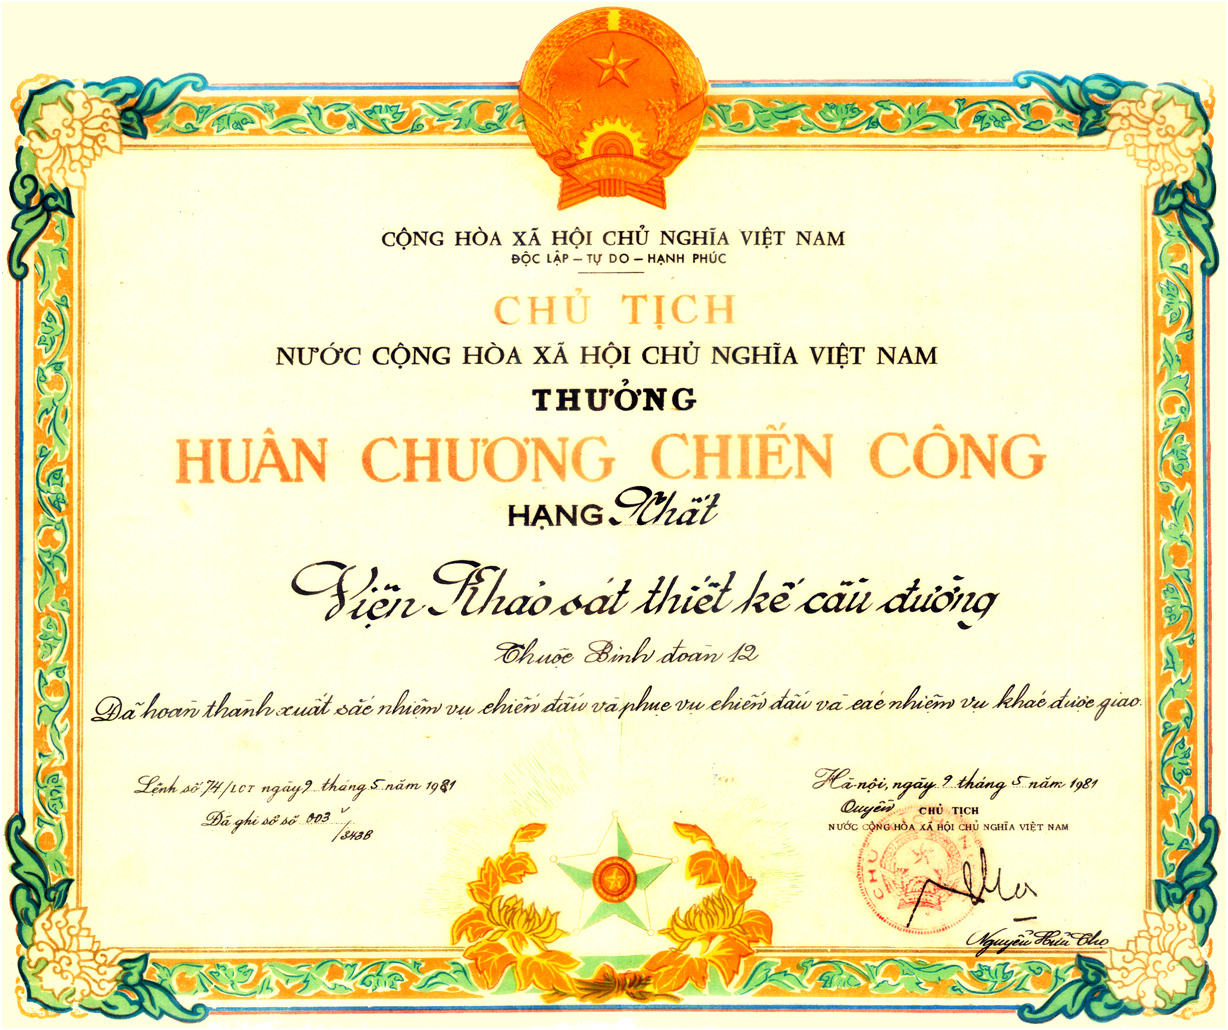 VIỆT NAM
CỘNG HÒA XÃ HỘI CHỦ NGHĨA VIỆT NAM
ĐỘC LẬP – TỰ DO – HẠNH PHÚC
CHỦ TỊCH
NƯỚC CỘNG HÒA XÃ HỘI CHỦ NGHĨA VIỆT NAM
THƯỞNG
HUÂN CHƯƠNG CHIẾN CÔNG
HẠNG Nhất
Viện Khảo sát thiết kế cầu đường
Thuộc Binh đoàn 12
Đã hoàn thành xuất sắc nhiệm vụ chiến đấu và phục vụ chiến đấu và các nhiệm vụ khác được giao.
Lệnh số 74/LCT ngày 9 tháng 5 năm 1981
Đã ghi sổ số 003
Hà nội, ngày 9 tháng 5 năm 1981
Quyền CHỦ TỊCH
NƯỚC CỘNG HÒA XÃ HỘI CHỦ NGHĨA VIỆT NAM
Nguyễn Hữu Thọ